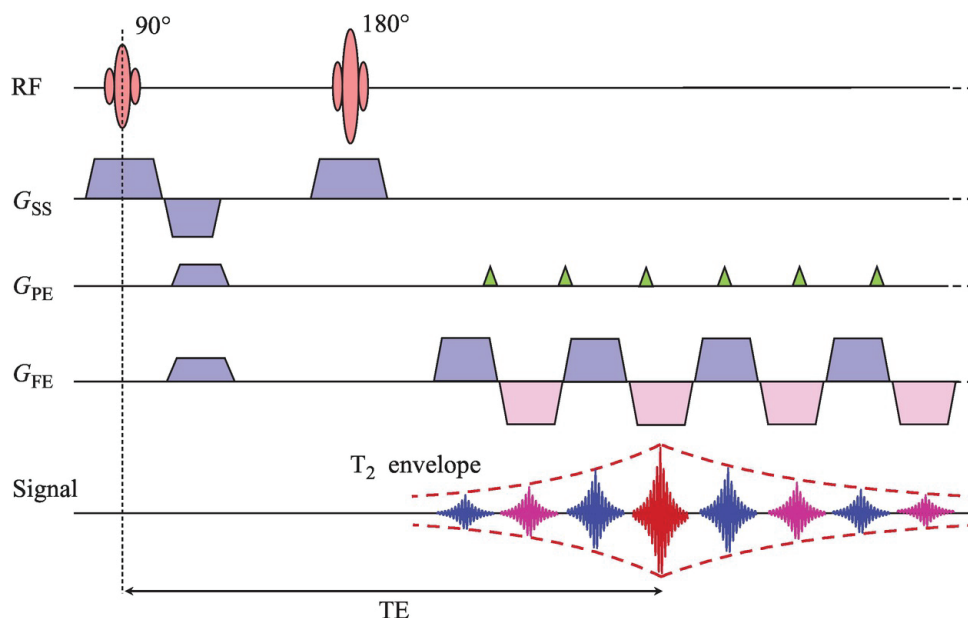 90° 180°
RF
G_SS
G_PE
G_FE
T_2 envelope
Signal
TE